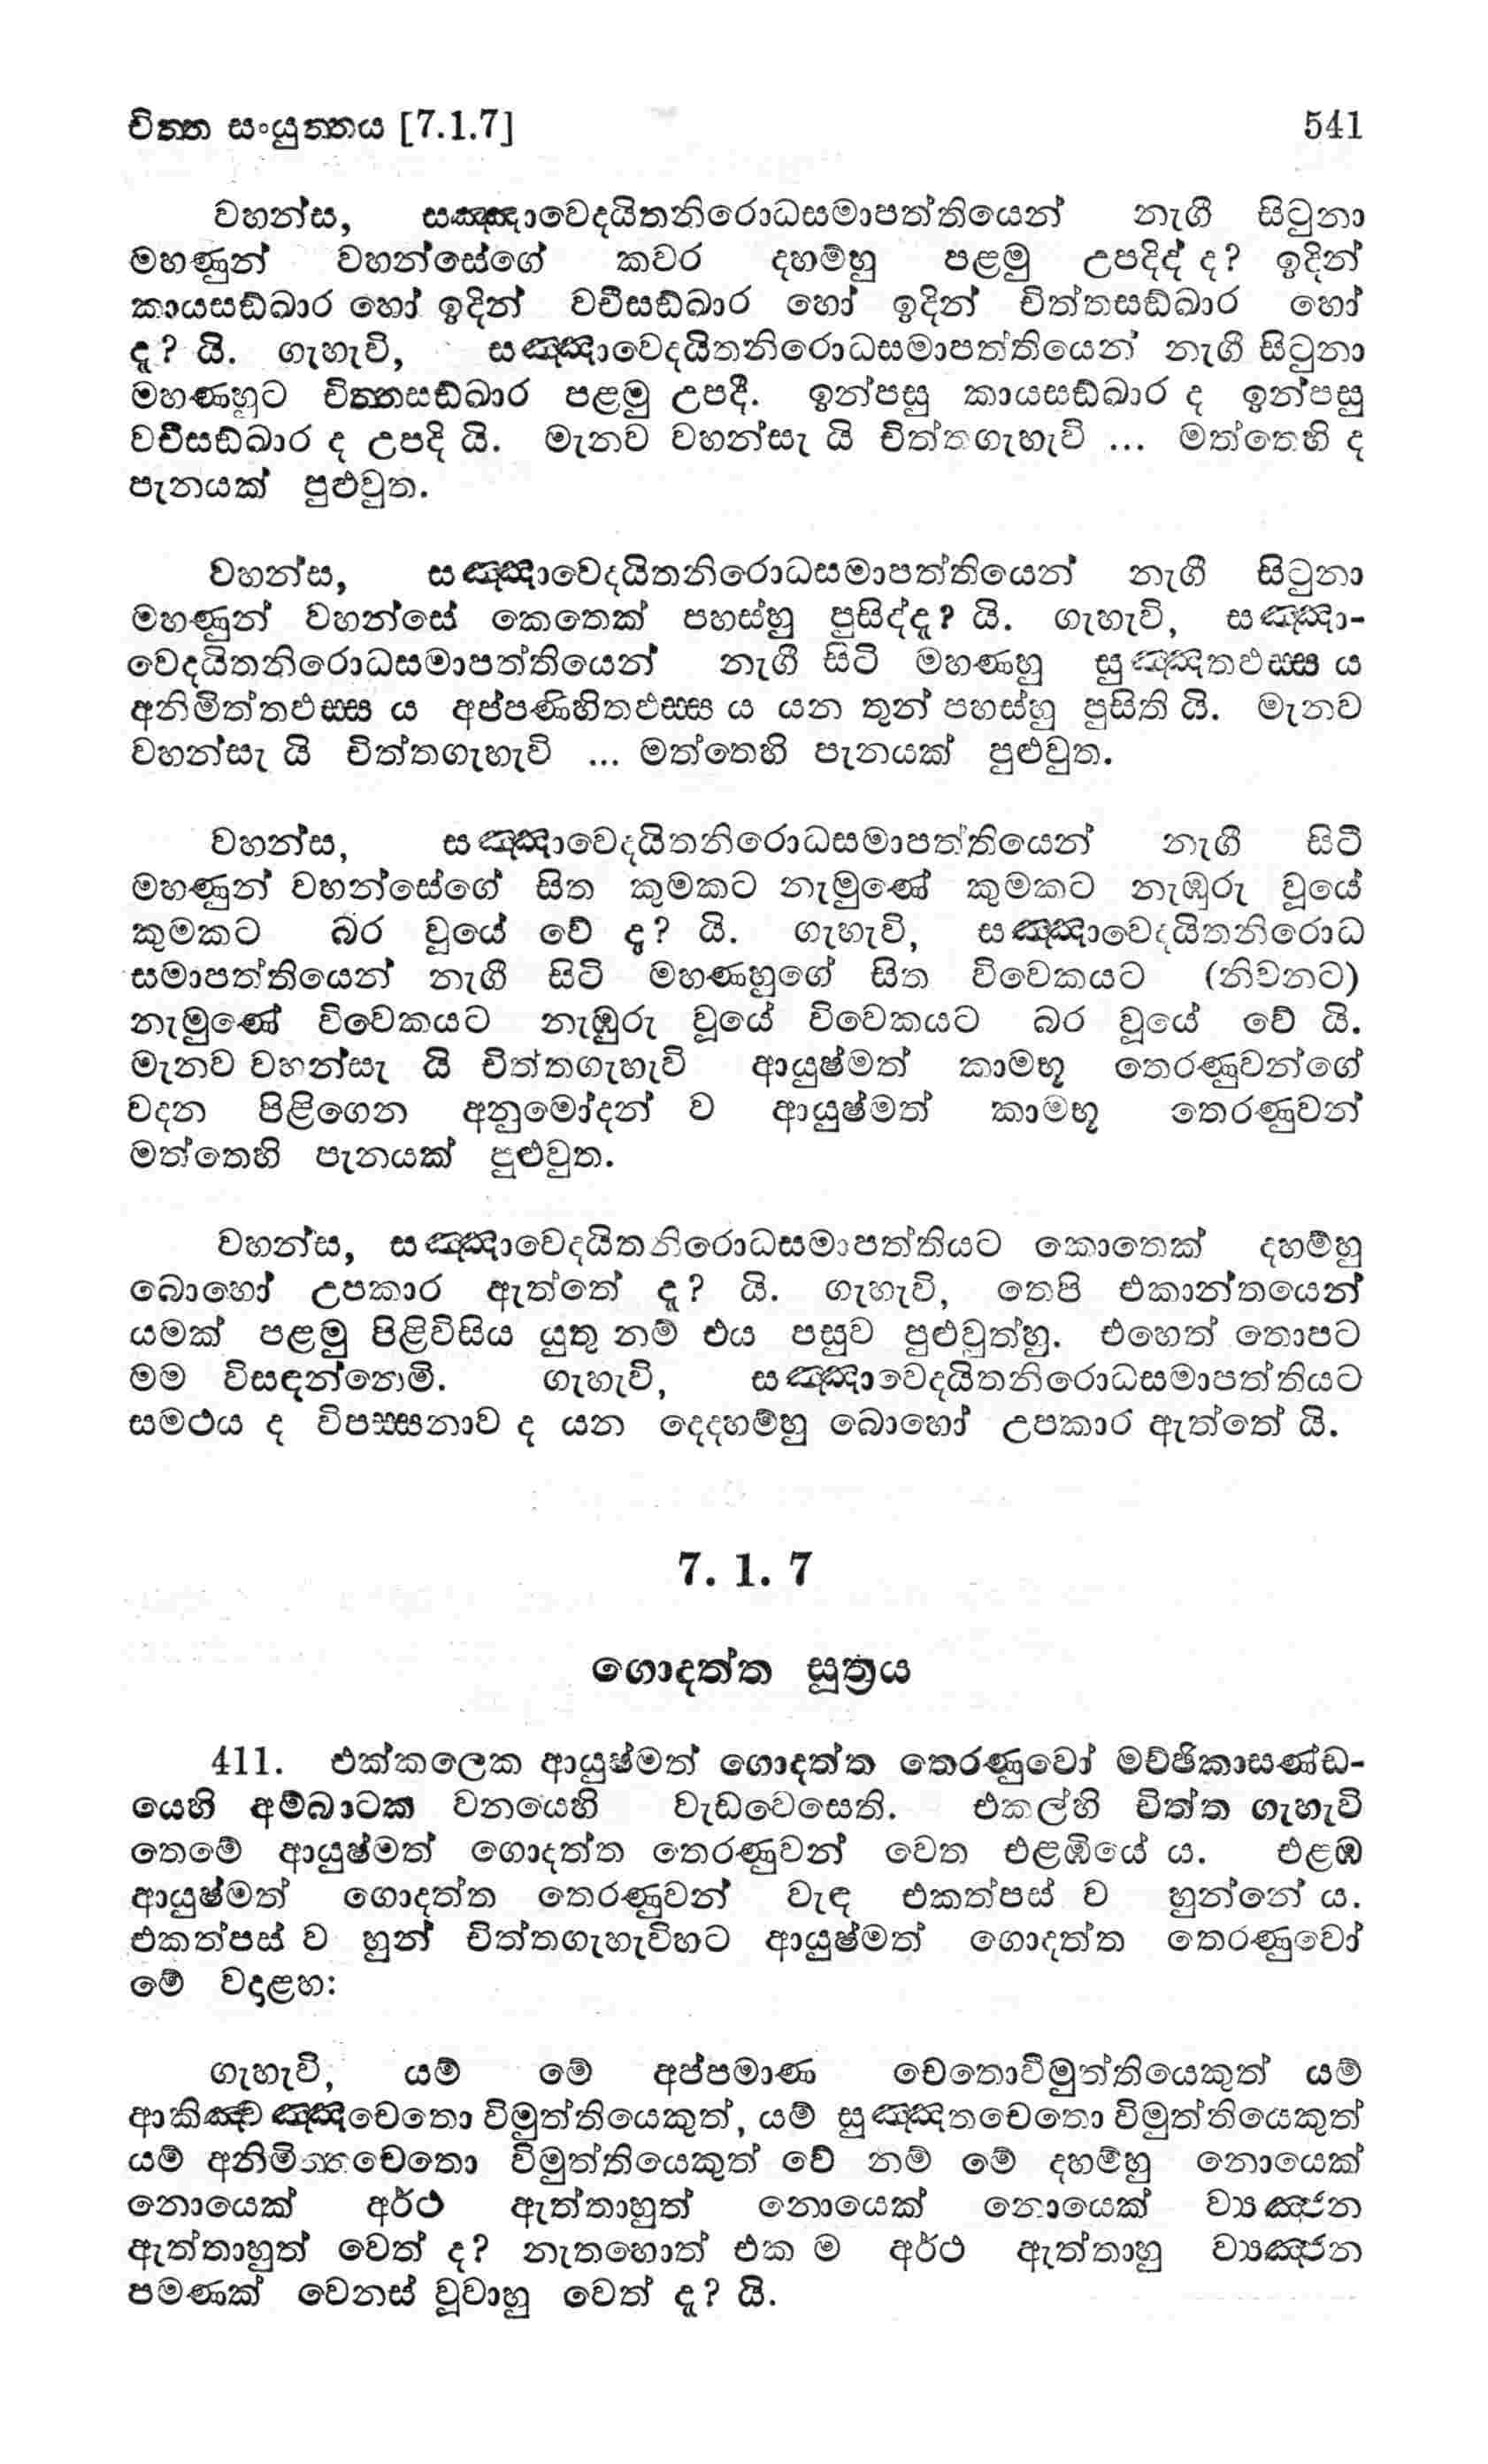 චිත්ත සංයුත්තය [7.1.7] 541
වහන්ස, සඤ්ඤාවෙදයිතනිරොධසමාපත්තියෙන් නැගී සිටුනා
මහණුන් වහන්සේගේ කවර දහම්හු පළමු උපදිද් ද? ඉදින්
කායසඞ්ඛාර හෝ ඉදින් වචීසඞ්ඛාර හෝ ඉදින් චිත්තසඞ්ඛාර හෝ
දැ? යි. ගැහැවි, සඤ්ඤාවෙදයිතනිරොධසමාපත්තියෙන් නැගී සිටුනා
මහණහුට චිත්තසඞ්ඛාර පළමු උපදී. ඉන්පසු කායසඞ්ඛාර ද ඉන්පසු
වචීසඞ්ඛාර ද උපදි යි. මැනව වහන්සැ යි චිත්තගැහැවි ... මත්තෙහි ද
පැනයක් පුළුවුත.
වහන්ස, සඤ්ඤාවෙදයිතනිරොධසමාපත්තියෙන් නැගී සිටුනා
මහණුන් වහන්සේ කෙතෙක් පහස්හු පුසිද්දැ? යි. ගැහැවි, සඤ්ඤා-
වෙදයිතනිරොධසමාපත්තියෙන් නැගී සිටි මහණහු සුඤ්ඤතඵස්ස ය
අනිමිත්තඵස්ස ය අප්පණිහිතඵස්ස ය යන තුන් පහස්හු පුසිති යි. මැනව
වහන්සැ යි චිත්තගැහැවි ... මත්තෙහි පැනයක් පුළුවුත.
වහන්ස, සඤ්ඤාවෙදයිතනිරොධසමාපත්තියෙන් නැගී සිටි
මහණුන් වහන්සේගේ සිත කුමකට නැමුණේ කුමකට නැඹුරු වූයේ
කුමකට බර වූයේ වේ දැ? යි. ගැහැවි, සඤ්ඤාවෙදයිතනිරොධ
සමාපත්තියෙන් නැගී සිටි මහණහුගේ සිත විවෙකයට (නිවනට)
නැමුණේ විවෙකයට නැඹුරු වූයේ විවෙකයට බර වූයේ වේ යි.
මැනව වහන්සැ යි චිත්තගැහැවි ආයුෂ්මත් කාමභූ තෙරණුවන්ගේ
වදන පිළිගෙන අනුමෝදන් ව ආයුෂ්මත් කාමභූ තෙරණුවන්
මත්තෙහි පැනයක් පුළුවුත.
වහන්ස, සඤ්ඤාවෙදයිතනිරොධසමාපත්තියට කොතෙක් දහම්හු
බොහෝ උපකාර ඇත්තේ දැ? යි. ගැහැවි, තෙපි එකාන්තයෙන්
යමක් පළමු පිළිවිසිය යුතු නම් එය පසුව පුළුවුත්හු. එහෙත් තොපට
මම විසඳන්නෙමි. ගැහැවි, සඤ්ඤාවෙදයිතනිරොධසමාපත්තියට
සමථය ද විපස්සනාව ද යන දෙදහම්හු බොහෝ උපකාර ඇත්තේ යි.
7. 1. 7
ගොදත්ත සූත්‍රය
411. එක්කලෙක ආයුෂ්මත් ගොදත්ත තෙරණුවෝ මච්ඡිකාසණ්ඩ-
යෙහි අම්බාටක වනයෙහි වැඩවෙසෙති. එකල්හි චිත්ත ගැහැවි
තෙමේ ආයුෂ්මත් ගොදත්ත තෙරණුවන් වෙත එළඹියේ ය. එළඹ
ආයුෂ්මත් ගොදත්ත තෙරණුවන් වැඳ එකත්පස් ව හුන්නේ ය.
එකත්පස් ව හුන් චිත්තගැහැවිහට ආයුෂ්මත් ගොදත්ත තෙරණුවෝ
මේ වදාළහ:
ගැහැවි, යම් මේ අප්පමාණ චෙතොවිමුත්තියෙකුත් යම්
ආකිඤ්චඤ්ඤචෙතො විමුත්තියෙකුත්, යම් සුඤ්ඤතචෙතො විමුත්තියෙකුත්
යම් අනිමිත්තචෙතො විමුත්තියෙකුත් වේ නම් මේ දහම්හු නොයෙක්
නොයෙක් අර්ථ ඇත්තාහුත් නොයෙක් නොයෙක් ව්‍යඤ්ජන
ඇත්තාහුත් වෙත් ද? නැතහොත් එක ම අර්ථ ඇත්තාහු ව්‍යඤ්ජන
පමණක් වෙනස් වූවාහු වෙත් දැ? යි.